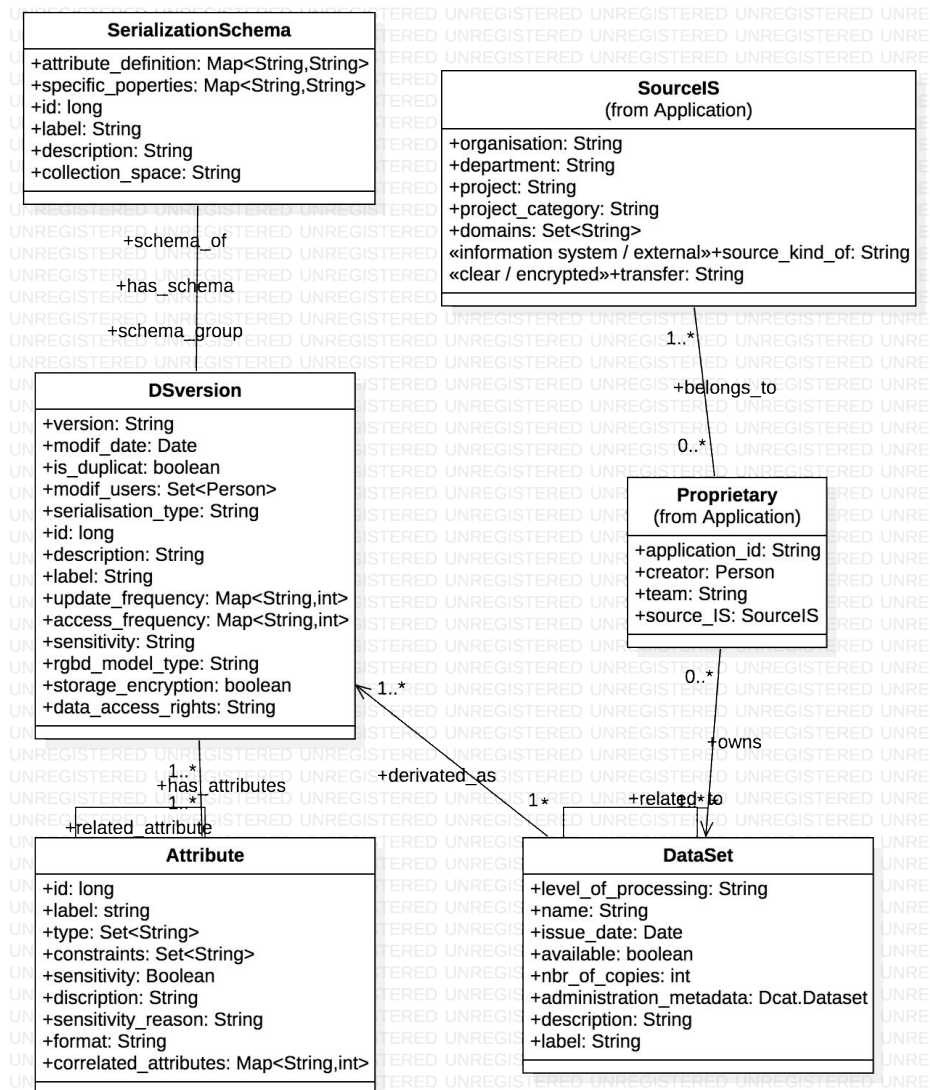 SerializationSchema
+attribute_definition: Map<String,String>
+specific_poperties: Map<String,String>
+id: long
+label: String
+description: String
+collection_space: String
SourceIS
(from Application)
+organisation: String
+department: String
+project: String
+project_category: String
+domains: Set<String>
«information system / external»+source_kind_of: String
«clear / encrypted»+transfer: String
+schema_of
+has_schema
+schema_group
1..*
+belongs_to
0..*
DSversion
+version: String
+modif_date: Date
+is_duplicat: boolean
+modif_users: Set<Person>
+serialisation_type: String
+id: long
+description: String
+label: String
+update_frequency: Map<String,int>
+access_frequency: Map<String,int>
+sensitivity: String
+rgbd_model_type: String
+storage_encryption: boolean
+data_access_rights: String
Proprietary
(from Application)
+application_id: String
+creator: Person
+team: String
+source_IS: SourceIS
0..*
+owns
1..*
+derivated_as
1
*
+related_to
1..*
1..*
+has_attributes
1..*
+related_attribute
Attribute
+id: long
+label: string
+type: Set<String>
+constraints: Set<String>
+sensitivity: Boolean
+discription: String
+sensitivity_reason: String
+format: String
+correlated_attributes: Map<String,int>
DataSet
+level_of_processing: String
+name: String
+issue_date: Date
+available: boolean
+nbr_of_copies: int
+administration_metadata: Dcat.Dataset
+description: String
+label: String